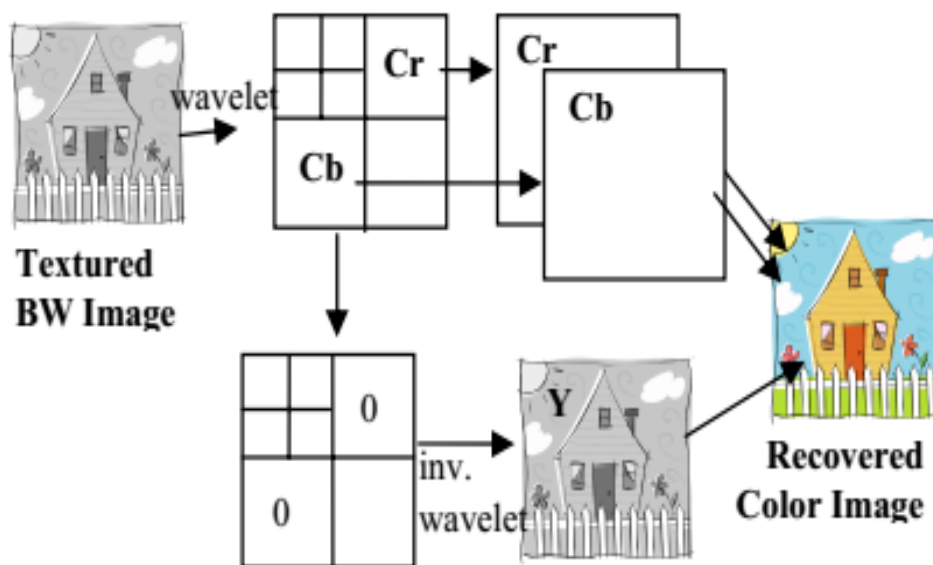 wavelet
Cr
Cb
Cr
Cb
Textured
BW Image
0
0
inv.
wavelet
Y
Recovered
Color Image